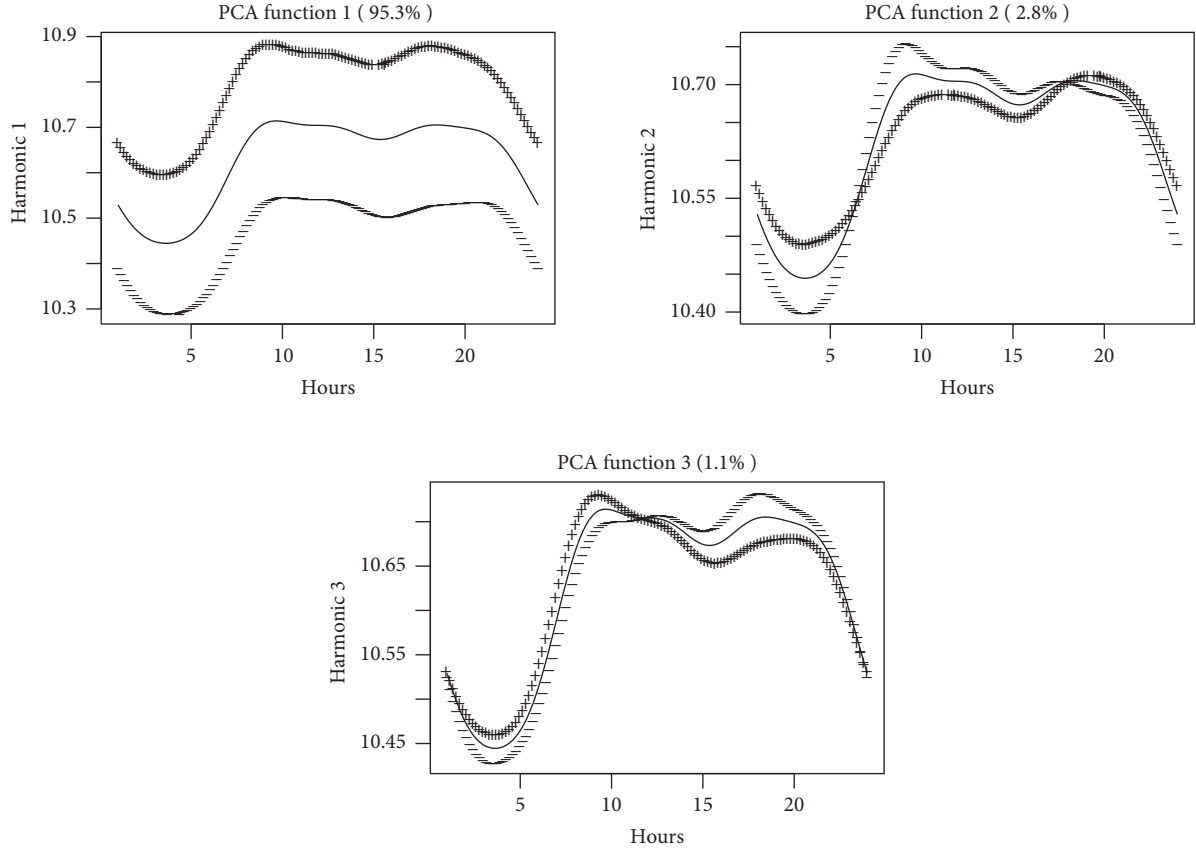 PCA function 1 ( 95.3% )
Harmonic 1
10.9
10.7
10.5
10.3
5 10 15 20
Hours
PCA function 2 ( 2.8% )
Harmonic 2
10.70
10.55
10.40
5 10 15 20
Hours
PCA function 3 (1.1% )
Harmonic 3
10.65
10.55
10.45
5 10 15 20
Hours